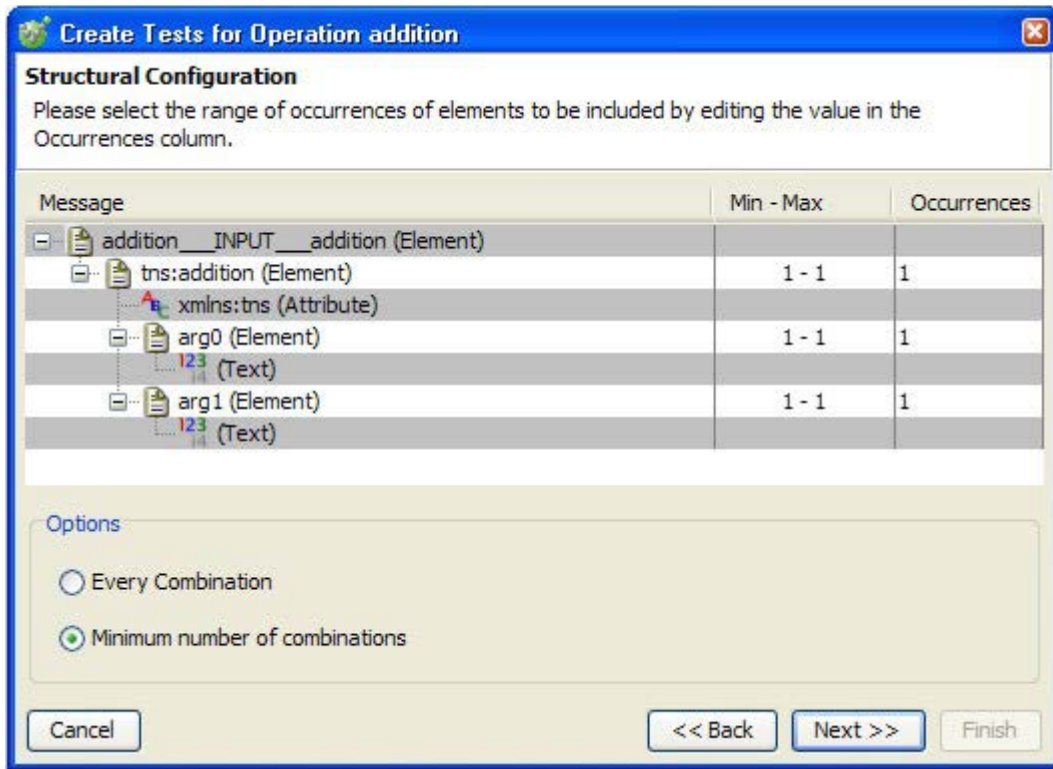 Create Tests for Operation addition
Structural Configuration
Please select the range of occurrences of elements to be included by editing the value in the
Occurrences column.
Message Min - Max Occurrences
addition___INPUT___addition (Element)
tns:addition (Element) 1 - 1 1
xmlns:tns (Attribute)
arg0 (Element) 1 - 1 1
(Text)
arg1 (Element) 1 - 1 1
(Text)
Options
Every Combination
Minimum number of combinations
Cancel << Back Next >> Finish